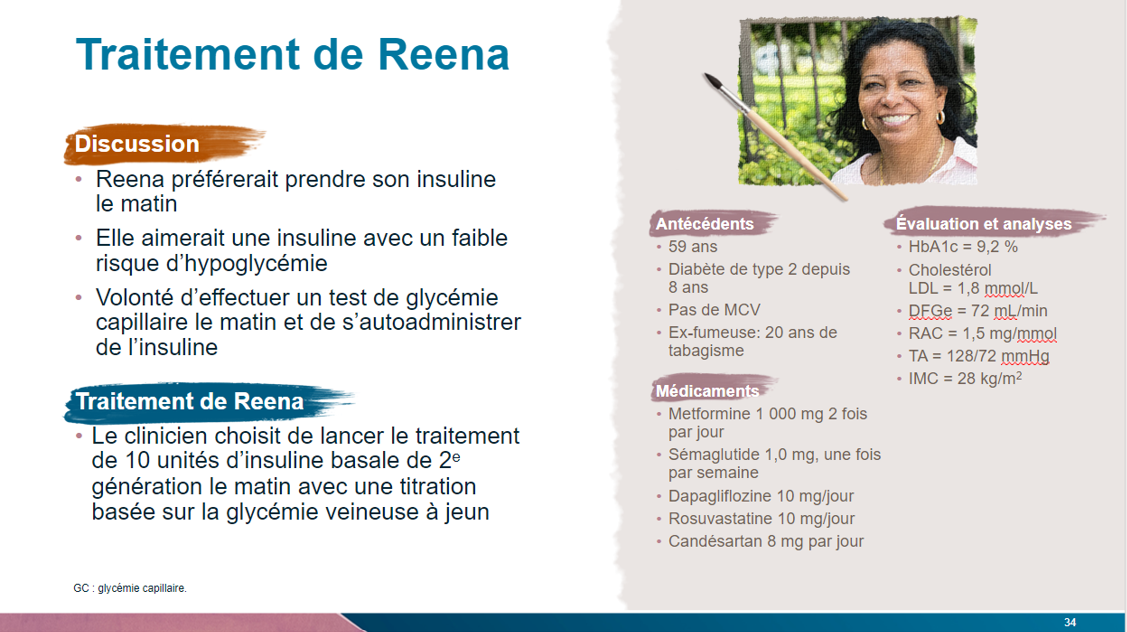 Traitement de Reena
Discussion
• Reena préférerait prendre son insuline
le matin
• Elle aimerait une insuline avec un faible
risque d’hypoglycémie
• Volonté d’effectuer un test de glycémie
capillaire le matin et de s’autoadministrer
de l’insuline
Traitement de Reena
• Le clinicien choisit de lancer le traitement
de 10 unités d’insuline basale de 2e
génération le matin avec une titration
basée sur la glycémie veineuse à jeun
GC : glycémie capillaire.
Antécédents
• 59 ans
• Diabète de type 2 depuis
8 ans
• Pas de MCV
• Ex-fumeuse: 20 ans de
tabagisme
Médicaments
• Metformine 1 000 mg 2 fois
par jour
• Sémaglutide 1,0 mg, une fois
par semaine
• Dapagliflozine 10 mg/jour
• Rosuvastatine 10 mg/jour
• Candésartan 8 mg par jour
Évaluation et analyses
• HbA1c = 9,2 %
• Cholestérol
LDL = 1,8 mmol/L
• DFGe = 72 mL/min
• RAC = 1,5 mg/mmol
• TA = 128/72 mmHg
• IMC = 28 kg/m²
34